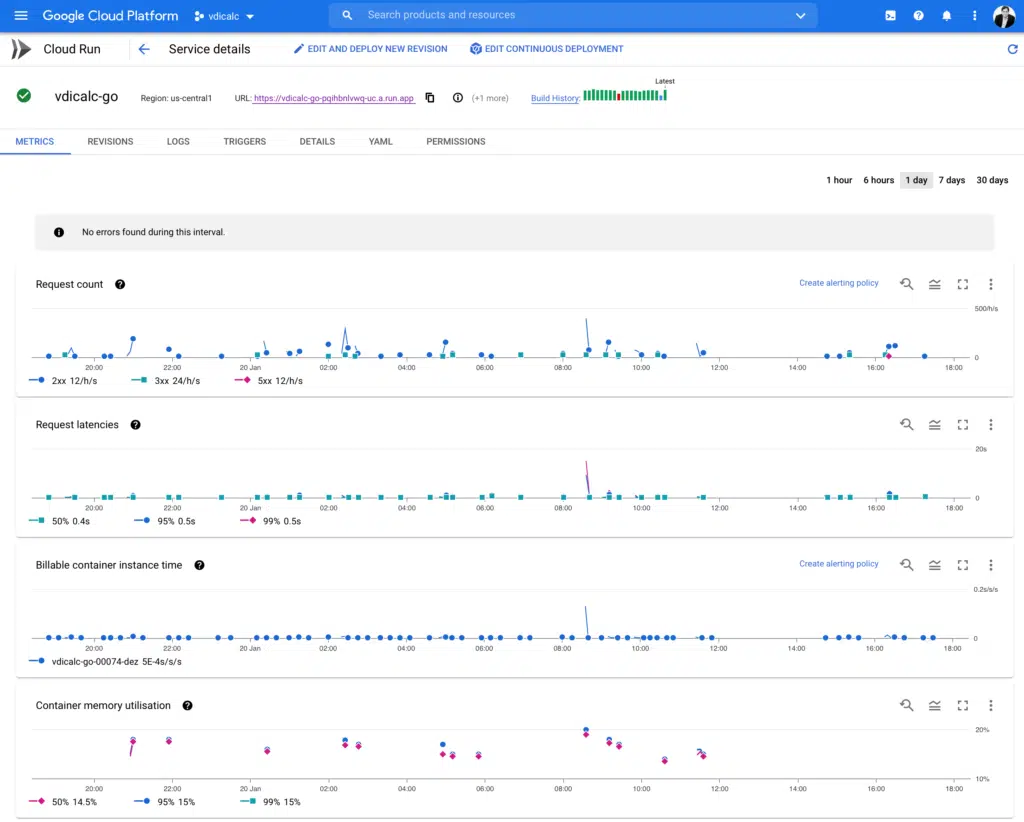 Google Cloud Platform vdicalc Search products and resources
Cloud Run Service details EDIT AND DEPLOY NEW REVISION EDIT CONTINUOUS DEPLOYMENT
Latest
vdicalc-go Region: us-central1 URL: https://vdicalc-go-pqihbnlvwq-uc.a.run.app (+1 more) Build History:
METRICS REVISIONS LOGS TRIGGERS DETAILS YAML PERMISSIONS
1 hour 6 hours 1 day 7 days 30 days
No errors found during this interval.
Request count Create alerting policy
500/h/s
0
20:00 22:00 20 Jan 02:00 04:00 06:00 08:00 10:00 12:00 14:00 16:00 18:00
2xx 12/h/s 3xx 24/h/s 5xx 12/h/s
Request latencies
20s
0
20:00 22:00 20 Jan 02:00 04:00 06:00 08:00 10:00 12:00 14:00 16:00 18:00
50% 0.4s 95% 0.5s 99% 0.5s
Billable container instance time Create alerting policy
0.2s/s/s
0
20:00 22:00 20 Jan 02:00 04:00 06:00 08:00 10:00 12:00 14:00 16:00 18:00
vdicalc-go-00074-dez 5E-4s/s/s
Container memory utilisation
20%
10%
20:00 22:00 20 Jan 02:00 04:00 06:00 08:00 10:00 12:00 14:00 16:00 18:00
50% 14.5% 95% 15% 99% 15%